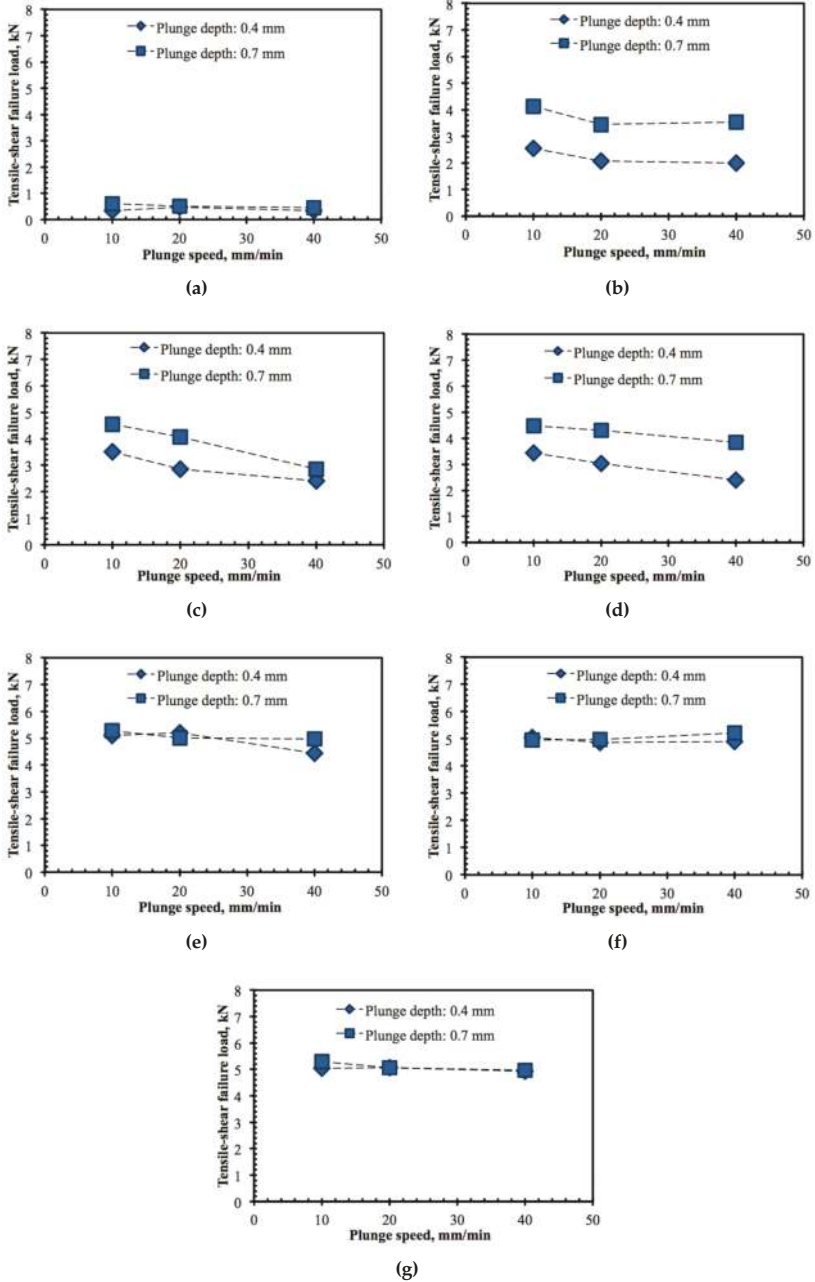 8
Plunge depth: 0.4 mm
7
Plunge depth: 0.7 mm
6
5
4
3
2
1
0
Tensile-shear failure load, kN
0 10 20 30 40 50
Plunge speed, mm/min
(a)
8
Plunge depth: 0.4 mm
7
Plunge depth: 0.7 mm
6
5
4
3
2
1
0
Tensile-shear failure load, kN
0 10 20 30 40 50
Plunge speed, mm/min
(b)
8
Plunge depth: 0.4 mm
7
Plunge depth: 0.7 mm
6
5
4
3
2
1
0
Tensile-shear failure load, kN
0 10 20 30 40 50
Plunge speed, mm/min
(c)
8
Plunge depth: 0.4 mm
7
Plunge depth: 0.7 mm
6
5
4
3
2
1
0
Tensile-shear failure load, kN
0 10 20 30 40 50
Plunge speed, mm/min
(d)
8
Plunge depth: 0.4 mm
7
Plunge depth: 0.7 mm
6
5
4
3
2
1
0
Tensile-shear failure load, kN
0 10 20 30 40 50
Plunge speed, mm/min
(e)
8
Plunge depth: 0.4 mm
7
Plunge depth: 0.7 mm
6
5
4
3
2
1
0
Tensile-shear failure load, kN
0 10 20 30 40 50
Plunge speed, mm/min
(f)
8
Plunge depth: 0.4 mm
7
Plunge depth: 0.7 mm
6
5
4
3
2
1
0
Tensile-shear failure load, kN
0 10 20 30 40 50
Plunge speed, mm/min
(g)